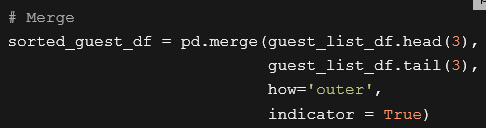 # Merge
sorted_guest_df = pd.merge(guest_list_df.head(3),
guest_list_df.tail(3),
how='outer',
indicator = True)